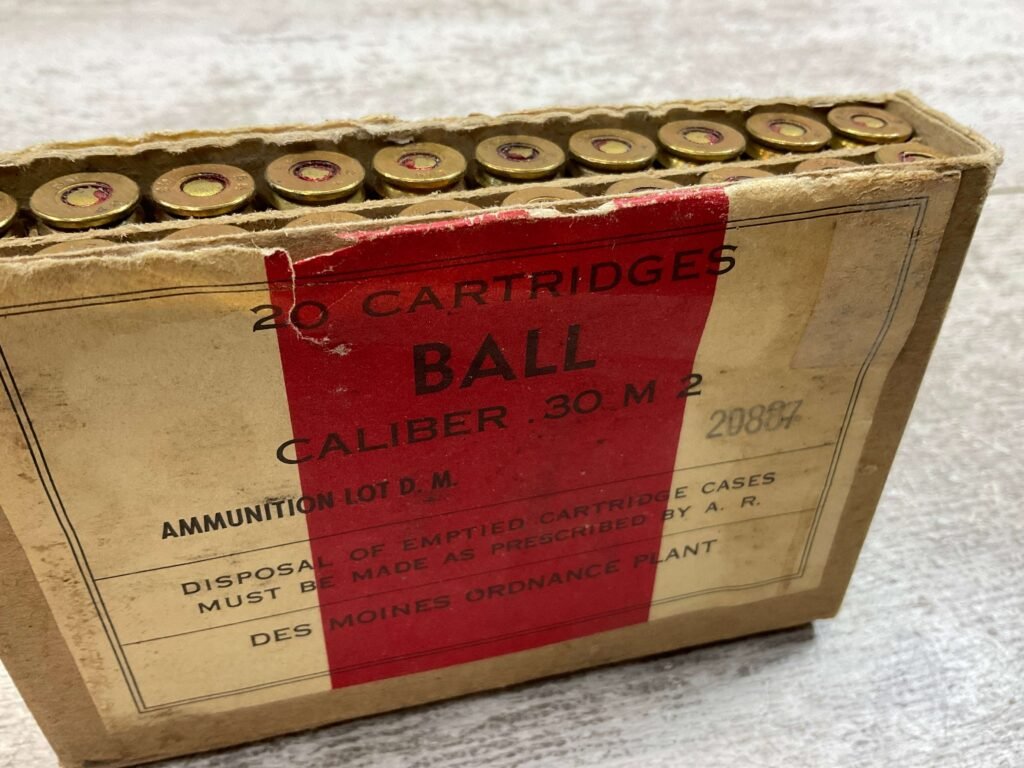 20 CARTRIDGES
BALL
CALIBER .30 M 2
AMMUNITION LOT D. M. 20887
DISPOSAL OF EMPTIED CARTRIDGE CASES
MUST BE MADE AS PRESCRIBED BY A. R.
DES MOINES ORDNANCE PLANT